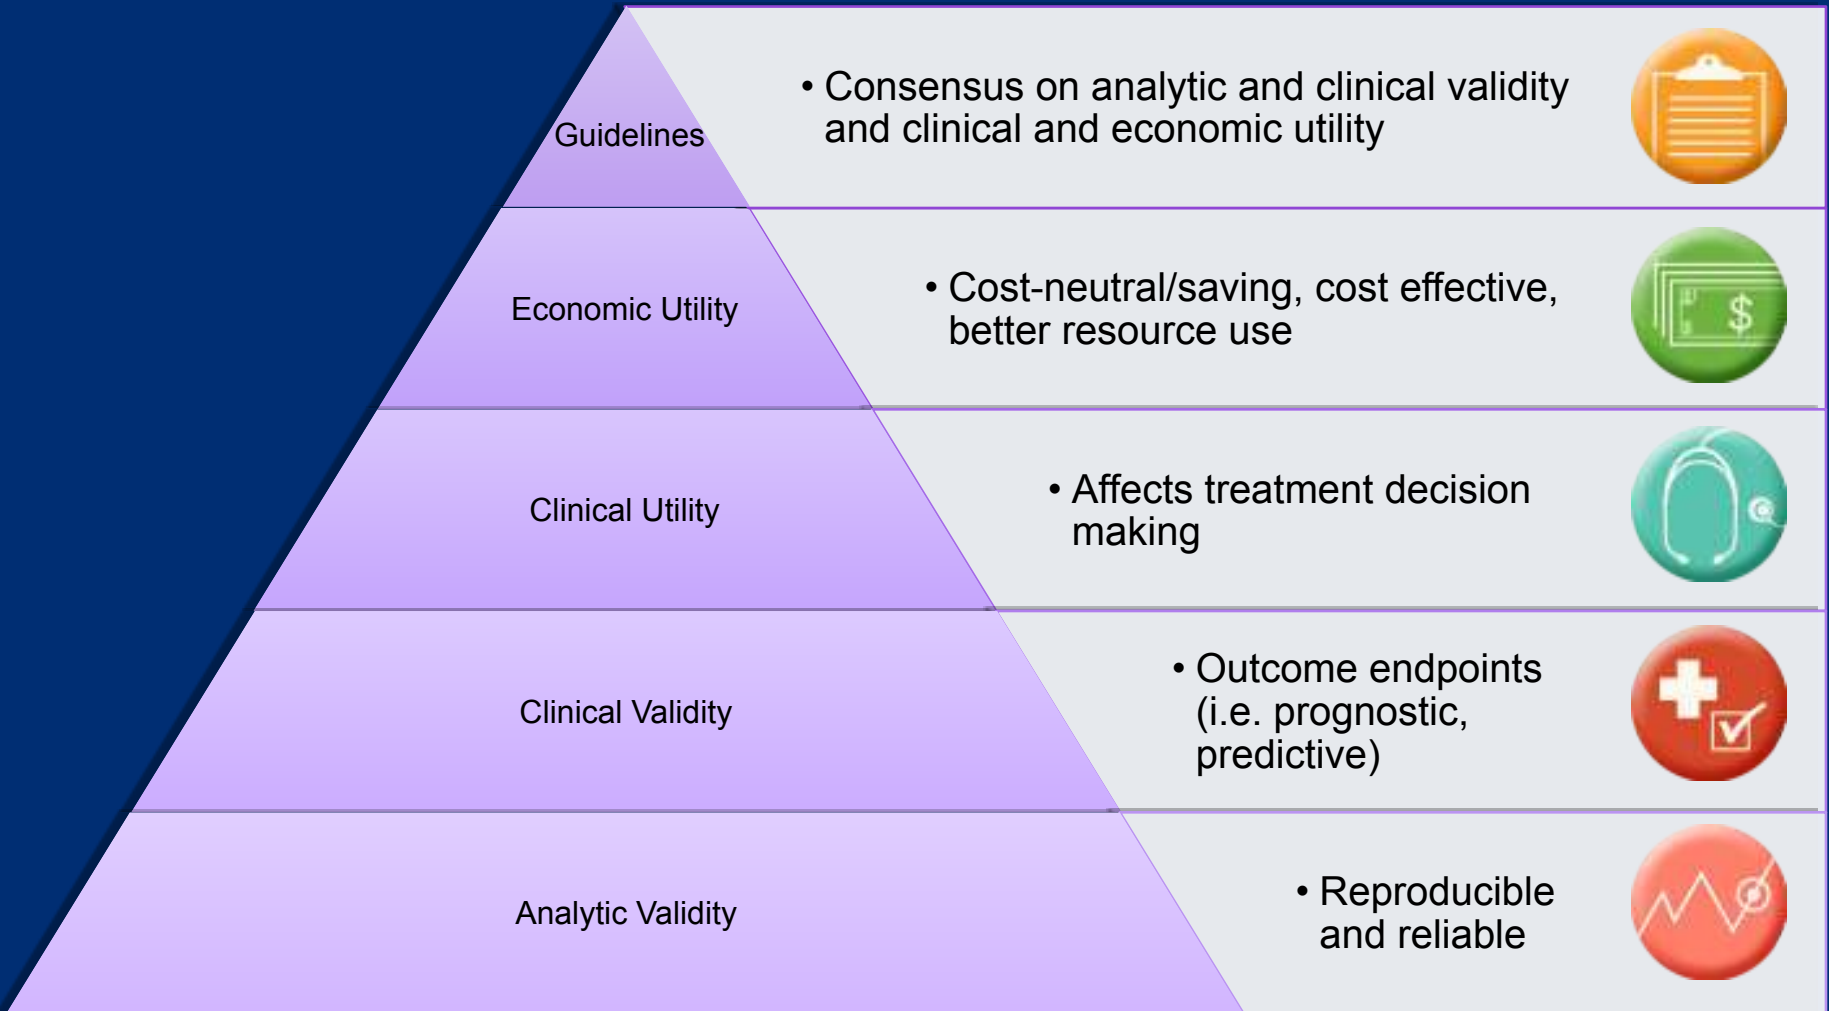 Guidelines
• Consensus on analytic and clinical validity
and clinical and economic utility
Economic Utility
• Cost-neutral/saving, cost effective,
better resource use
$
Clinical Utility
• Affects treatment decision
making
Clinical Validity
• Outcome endpoints
(i.e. prognostic,
predictive)
Analytic Validity
• Reproducible
and reliable